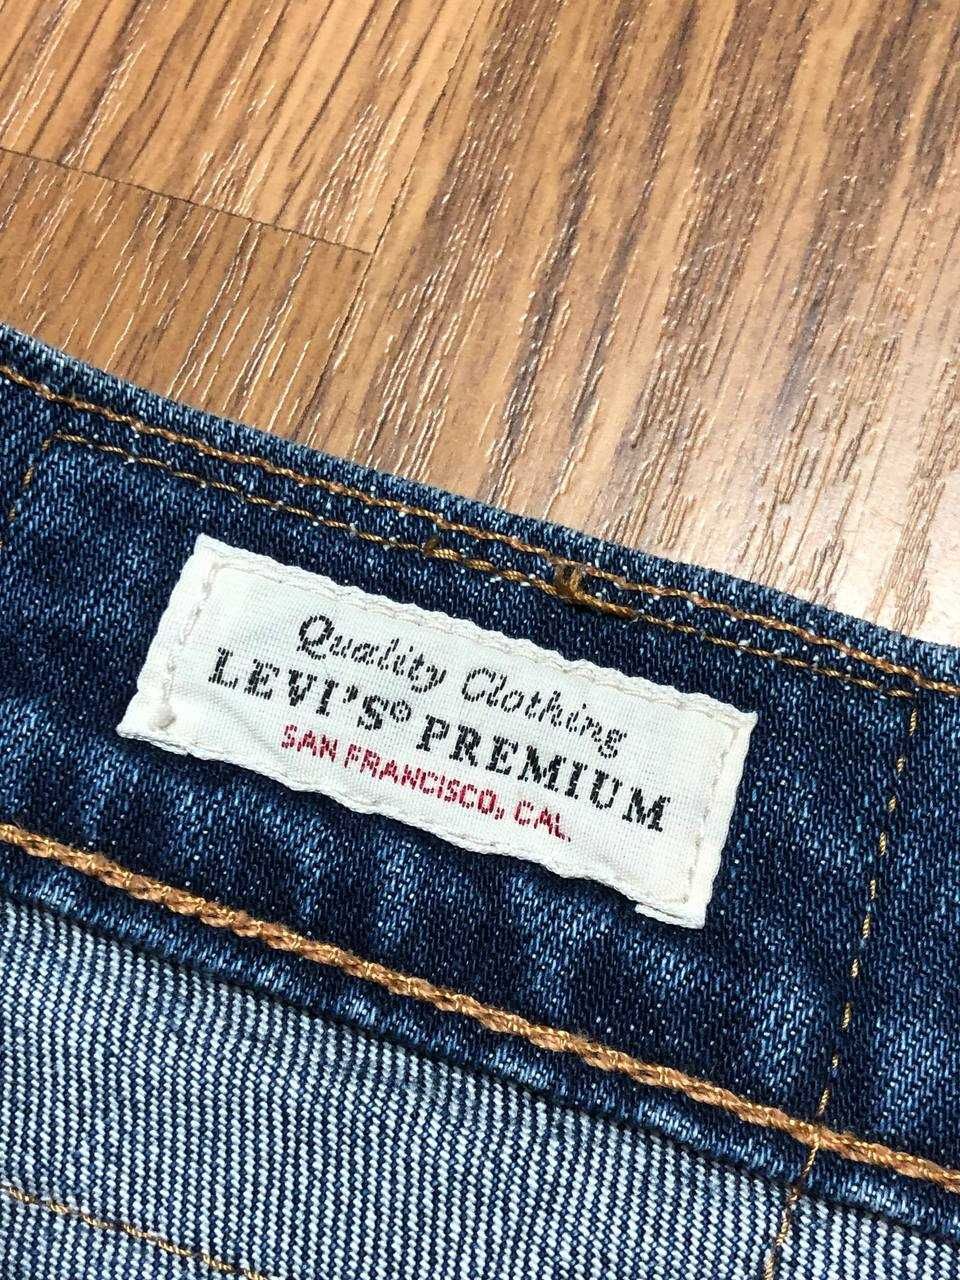 Quality Clothing
LEVI'S® PREMIUM
SAN FRANCISCO, CAL.